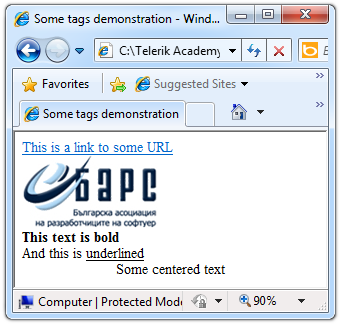 Some tags demonstration - Wind...
C:\Telerik Academy
Favorites
Suggested Sites
Some tags demonstration
This is a link to some URL
барс
Българска асоциация
на разработчиците на софтуер
This text is bold
And this is underlined
Some centered text
Computer | Protected Mode
90%